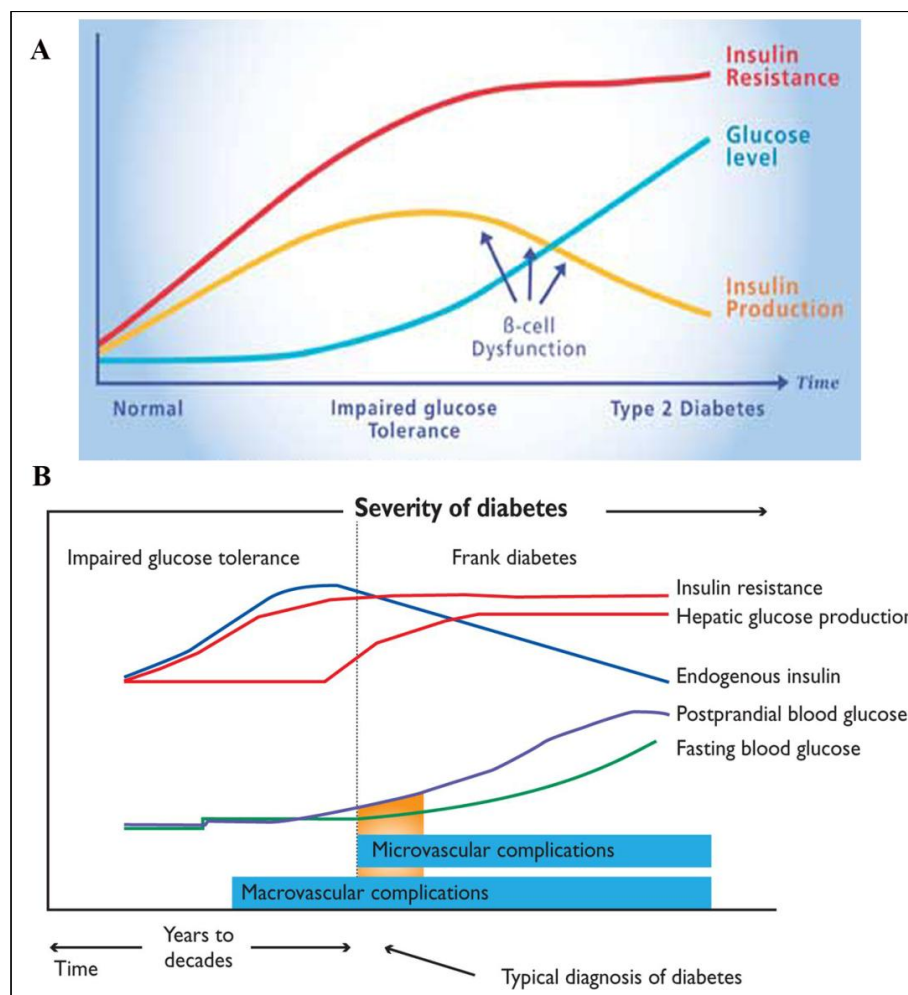 A
Insulin
Resistance
Glucose
level
Insulin
Production
ß-cell
Dysfunction
Time
Normal
Impaired glucose
Tolerance
Type 2 Diabetes
B
Severity of diabetes
Impaired glucose tolerance
Frank diabetes
Insulin resistance
Hepatic glucose production
Endogenous insulin
Postprandial blood glucose
Fasting blood glucose
Microvascular complications
Macrovascular complications
Years to
decades
Time
Typical diagnosis of diabetes